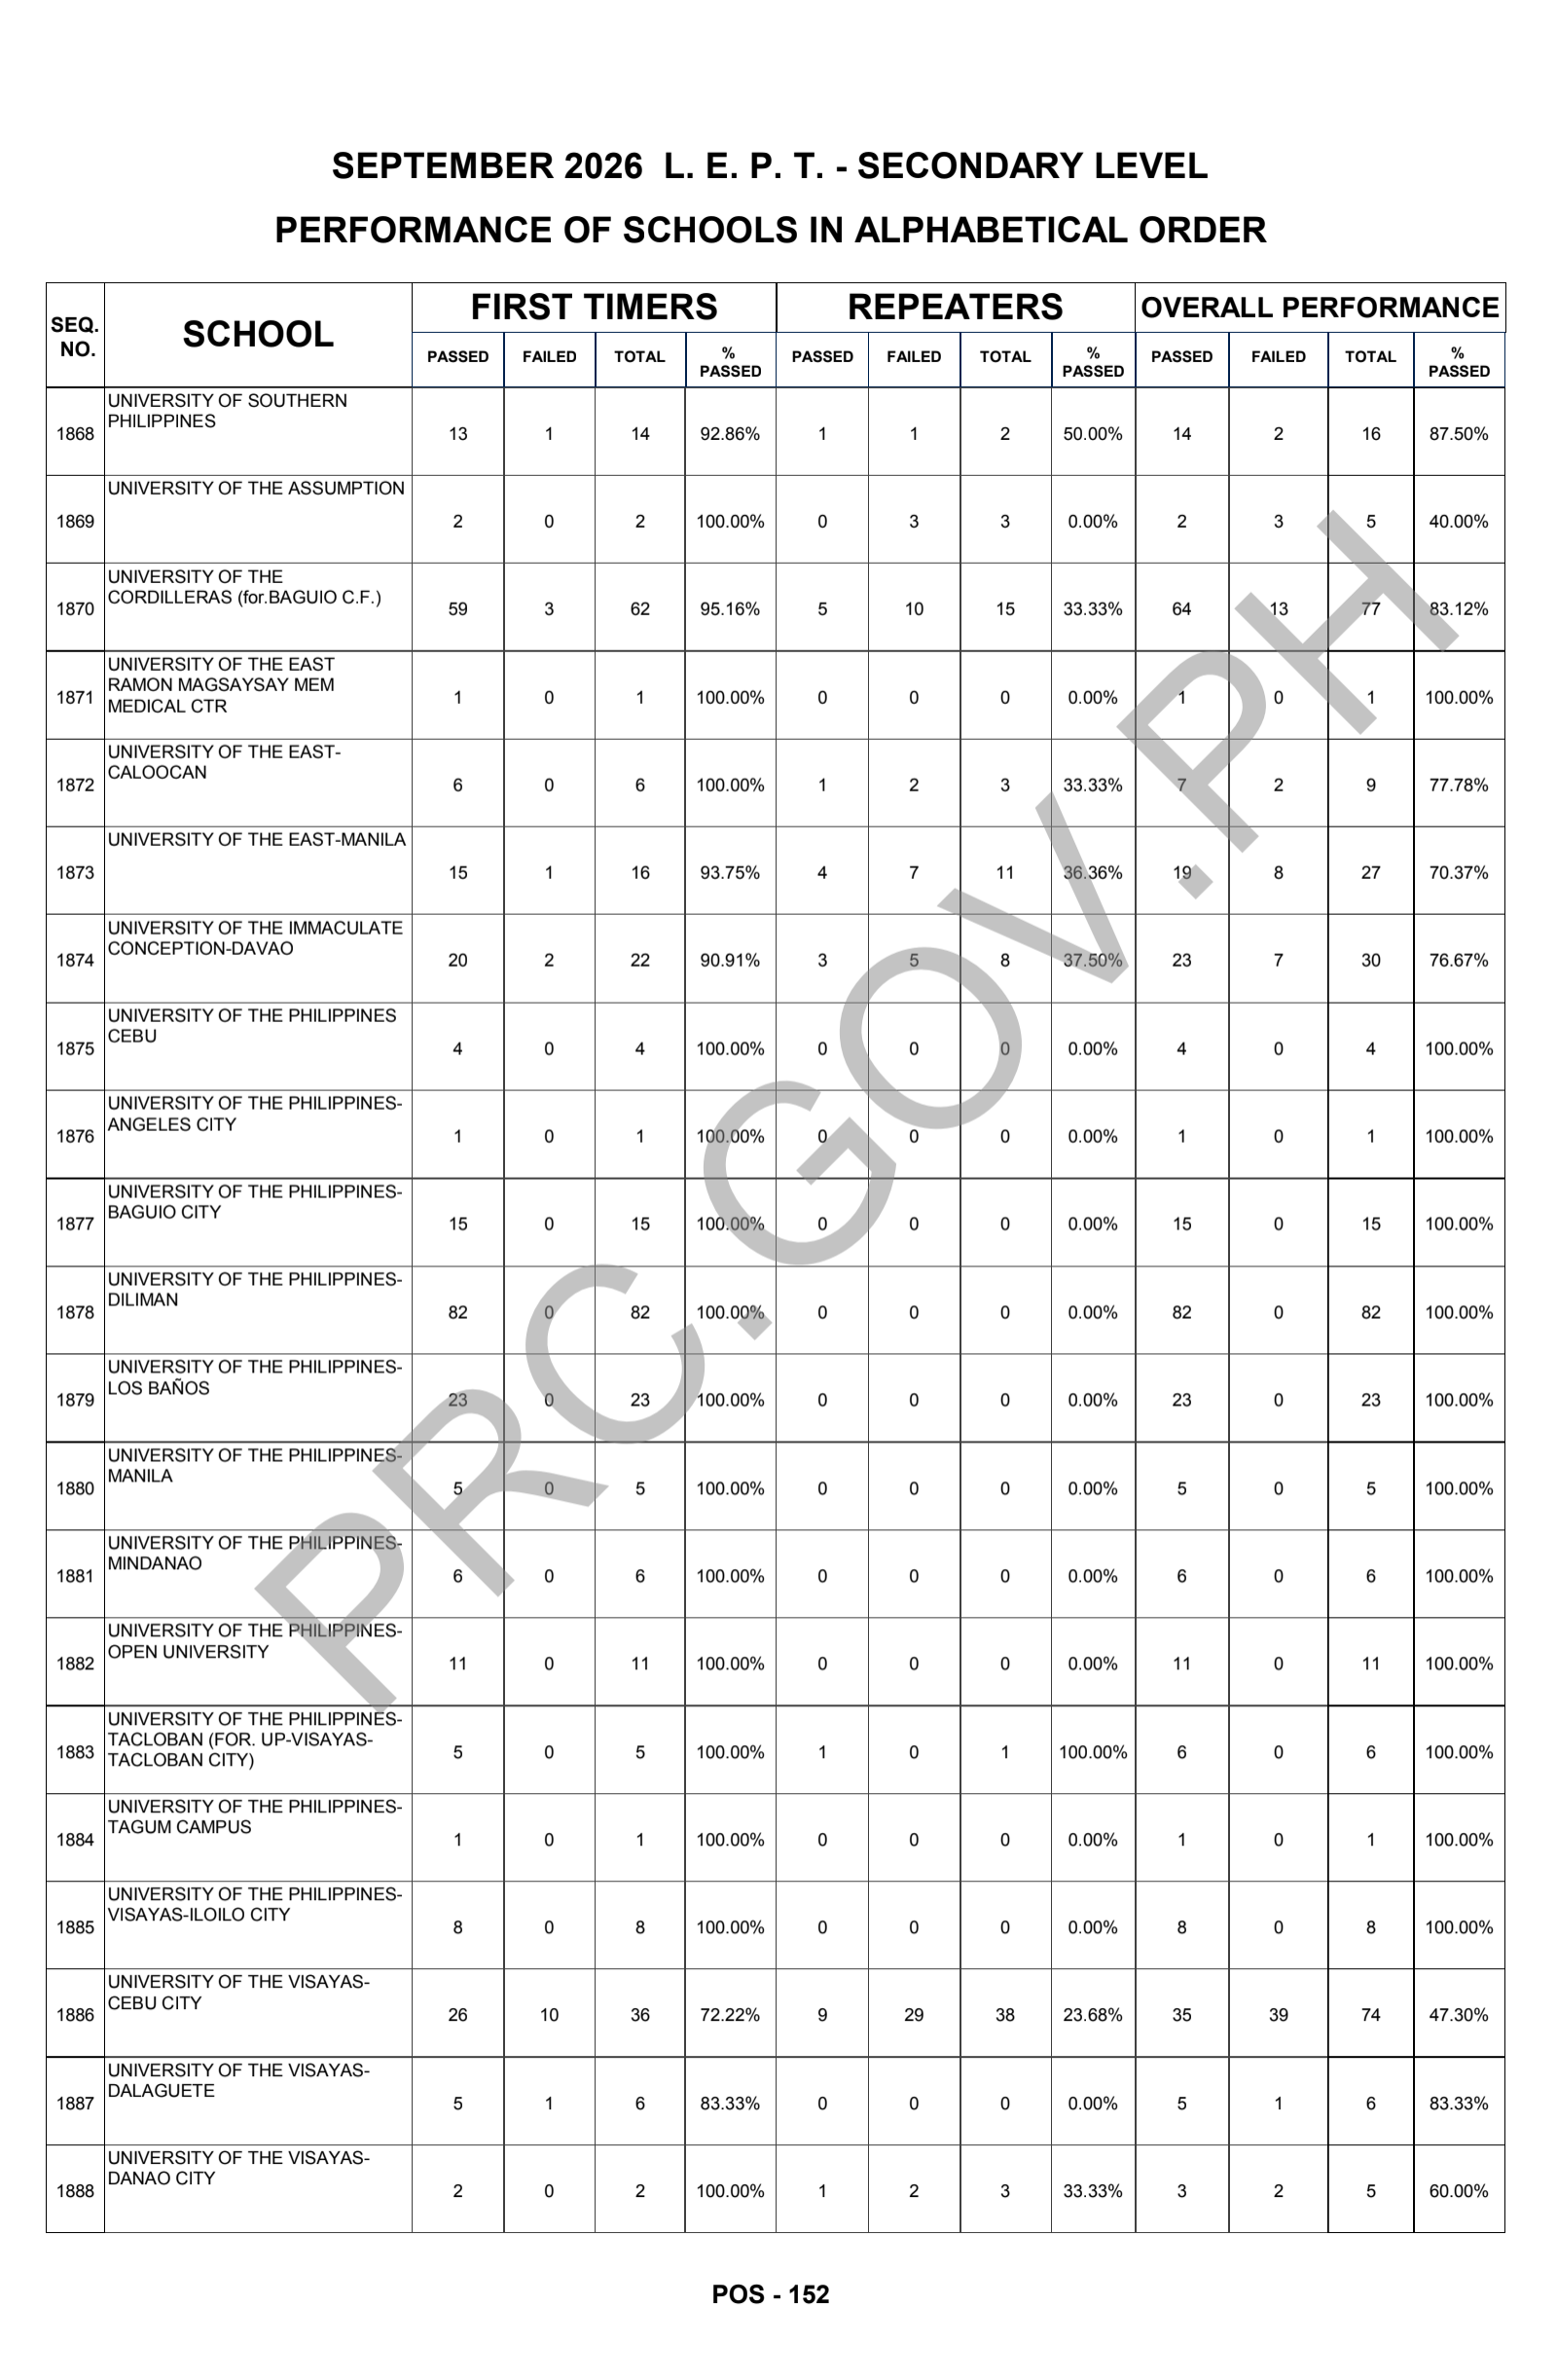 SEPTEMBER 2026 L. E. P. T. - SECONDARY LEVEL
PERFORMANCE OF SCHOOLS IN ALPHABETICAL ORDER
SEQ. NO. SCHOOL FIRST TIMERS REPEATERS OVERALL PERFORMANCE
PASSED FAILED TOTAL % PASSED PASSED FAILED TOTAL % PASSED PASSED FAILED TOTAL % PASSED
1868 UNIVERSITY OF SOUTHERN PHILIPPINES 13 1 14 92.86% 1 1 2 50.00% 14 2 16 87.50%
1869 UNIVERSITY OF THE ASSUMPTION 2 0 2 100.00% 0 3 3 0.00% 2 3 5 40.00%
1870 UNIVERSITY OF THE CORDILLERAS (for.BAGUIO C.F.) 59 3 62 95.16% 5 10 15 33.33% 64 13 77 83.12%
1871 UNIVERSITY OF THE EAST RAMON MAGSAYSAY MEM MEDICAL CTR 1 0 1 100.00% 0 0 0 0.00% 1 0 1 100.00%
1872 UNIVERSITY OF THE EAST-CALOOCAN 6 0 6 100.00% 1 2 3 33.33% 7 2 9 77.78%
1873 UNIVERSITY OF THE EAST-MANILA 15 1 16 93.75% 4 7 11 36.36% 19 8 27 70.37%
1874 UNIVERSITY OF THE IMMACULATE CONCEPTION-DAVAO 20 2 22 90.91% 3 5 8 37.50% 23 7 30 76.67%
1875 UNIVERSITY OF THE PHILIPPINES CEBU 4 0 4 100.00% 0 0 0 0.00% 4 0 4 100.00%
1876 UNIVERSITY OF THE PHILIPPINES-ANGELES CITY 1 0 1 100.00% 0 0 0 0.00% 1 0 1 100.00%
1877 UNIVERSITY OF THE PHILIPPINES-BAGUIO CITY 15 0 15 100.00% 0 0 0 0.00% 15 0 15 100.00%
1878 UNIVERSITY OF THE PHILIPPINES-DILIMAN 82 0 82 100.00% 0 0 0 0.00% 82 0 82 100.00%
1879 UNIVERSITY OF THE PHILIPPINES-LOS BAÑOS 23 0 23 100.00% 0 0 0 0.00% 23 0 23 100.00%
1880 UNIVERSITY OF THE PHILIPPINES-MANILA 5 0 5 100.00% 0 0 0 0.00% 5 0 5 100.00%
1881 UNIVERSITY OF THE PHILIPPINES-MINDANAO 6 0 6 100.00% 0 0 0 0.00% 6 0 6 100.00%
1882 UNIVERSITY OF THE PHILIPPINES-OPEN UNIVERSITY 11 0 11 100.00% 0 0 0 0.00% 11 0 11 100.00%
1883 UNIVERSITY OF THE PHILIPPINES-TACLOBAN (FOR. UP-VISAYAS-TACLOBAN CITY) 5 0 5 100.00% 1 0 1 100.00% 6 0 6 100.00%
1884 UNIVERSITY OF THE PHILIPPINES-TAGUM CAMPUS 1 0 1 100.00% 0 0 0 0.00% 1 0 1 100.00%
1885 UNIVERSITY OF THE PHILIPPINES-VISAYAS-ILOILO CITY 8 0 8 100.00% 0 0 0 0.00% 8 0 8 100.00%
1886 UNIVERSITY OF THE VISAYAS-CEBU CITY 26 10 36 72.22% 9 29 38 23.68% 35 39 74 47.30%
1887 UNIVERSITY OF THE VISAYAS-DALAGUETE 5 1 6 83.33% 0 0 0 0.00% 5 1 6 83.33%
1888 UNIVERSITY OF THE VISAYAS-DANAO CITY 2 0 2 100.00% 1 2 3 33.33% 3 2 5 60.00%
PRC.GOV.PH
POS - 152